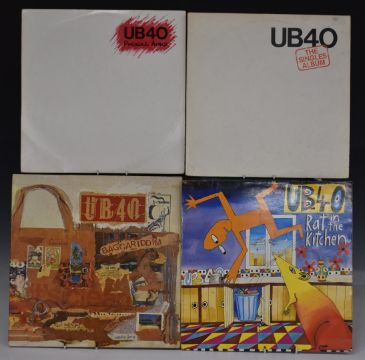 UB40
Present Arms
UB40
THE
SINGLES
ALBUM
UB40
BAGGARIDDIM
UB40
Rat in the
Kitchen